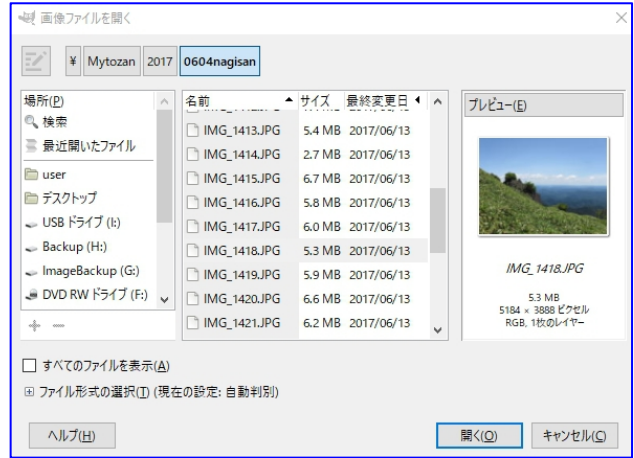 画像ファイルを開く
¥ Mytozan 2017 0604nagisan
場所(P)
検索
最近開いたファイル
user
デスクトップ
USB ドライブ (I:)
Backup (H:)
ImageBackup (G:)
DVD RW ドライブ (F:)
名前 サイズ 最終変更日
IMG_1413.JPG 5.4 MB 2017/06/13
IMG_1414.JPG 2.7 MB 2017/06/13
IMG_1415.JPG 6.7 MB 2017/06/13
IMG_1416.JPG 5.8 MB 2017/06/13
IMG_1417.JPG 6.0 MB 2017/06/13
IMG_1418.JPG 5.3 MB 2017/06/13
IMG_1419.JPG 5.9 MB 2017/06/13
IMG_1420.JPG 6.6 MB 2017/06/13
IMG_1421.JPG 6.2 MB 2017/06/13
プレビュー(E)
IMG_1418.JPG
5.3 MB
5184 × 3888 ピクセル
RGB, 1枚のレイヤー
すべてのファイルを表示(A)
ファイル形式の選択(T) (現在の設定: 自動判別)
ヘルプ(H) 開く(O) キャンセル(C)